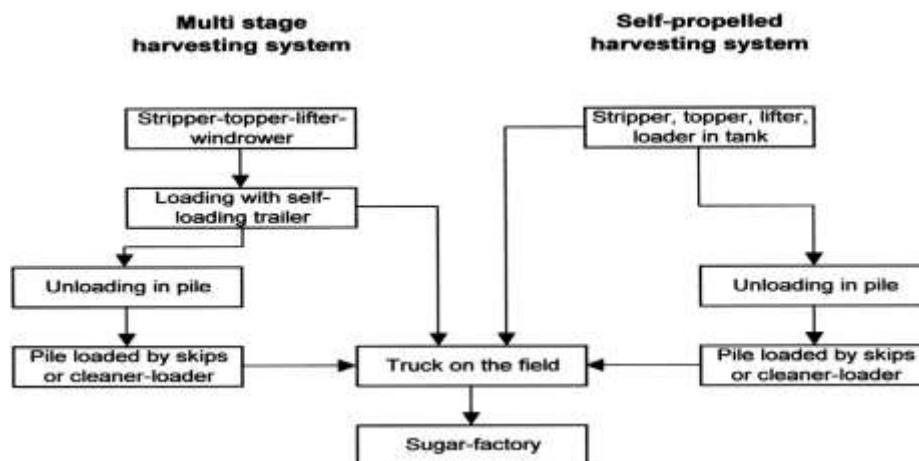 Multi stage
harvesting system
Self-propelled
harvesting system
Stripper-topper-lifter-
windrower
Stripper, topper, lifter,
loader in tank
Loading with self-
loading trailer
Unloading in pile
Unloading in pile
Pile loaded by skips
or cleaner-loader
Truck on the field
Pile loaded by skips
or cleaner-loader
Sugar-factory